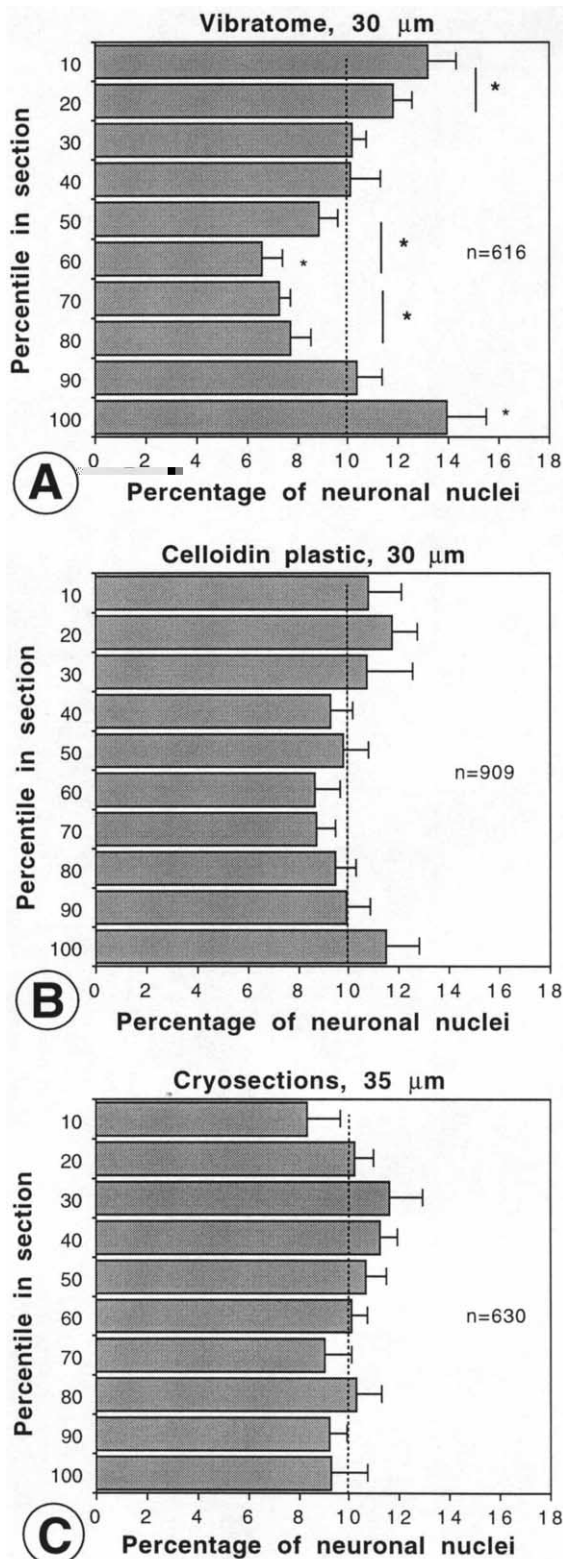 Vibratome, 30 μm
Percentile in section
10
20
30
40
50
60
70
80
90
100
*
*
*
*
*
n=616
0 2 4 6 8 10 12 14 16 18
A
Percentage of neuronal nuclei
Celloidin plastic, 30 μm
Percentile in section
10
20
30
40
50
60
70
80
90
100
n=909
0 2 4 6 8 10 12 14 16 18
B
Percentage of neuronal nuclei
Cryosections, 35 μm
Percentile in section
10
20
30
40
50
60
70
80
90
100
n=630
0 2 4 6 8 10 12 14 16 18
C
Percentage of neuronal nuclei